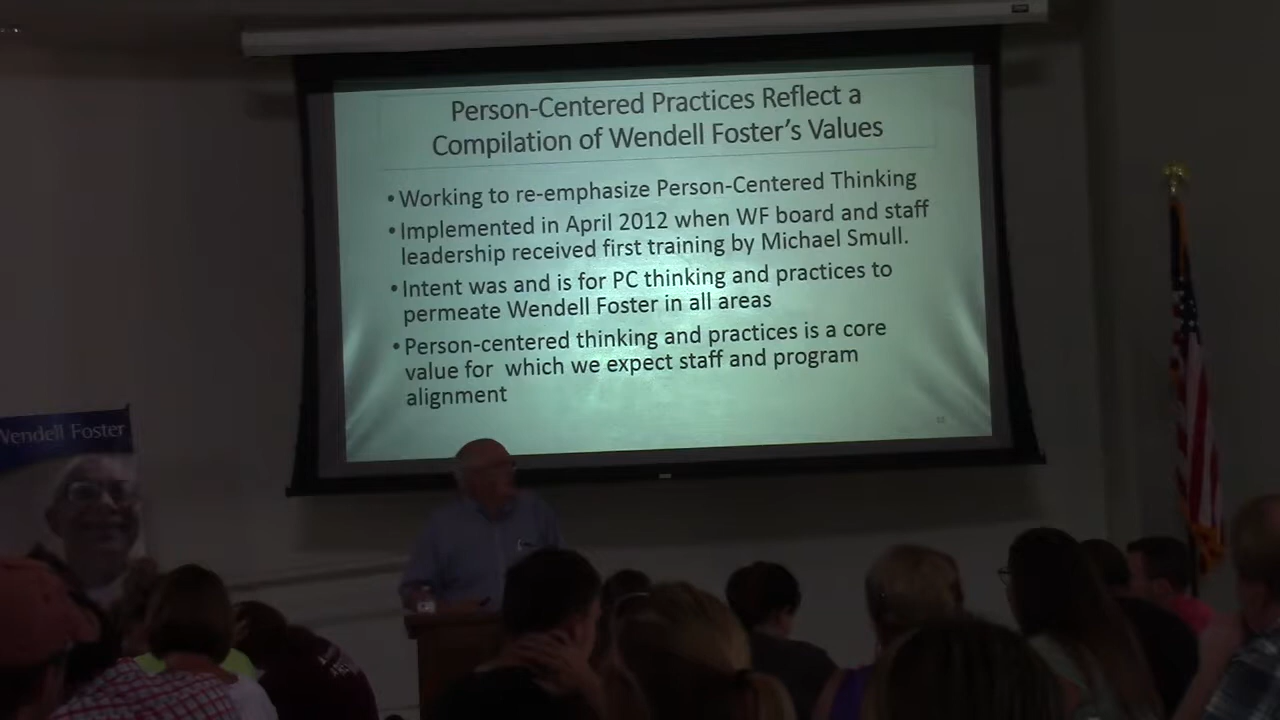 Person-Centered Practices Reflect a
Compilation of Wendell Foster's Values
• Working to re-emphasize Person-Centered Thinking
• Implemented in April 2012 when WF board and staff
leadership received first training by Michael Smull.
• Intent was and is for PC thinking and practices to
permeate Wendell Foster in all areas
• Person-centered thinking and practices is a core
value for which we expect staff and program
alignment
Wendell Foster